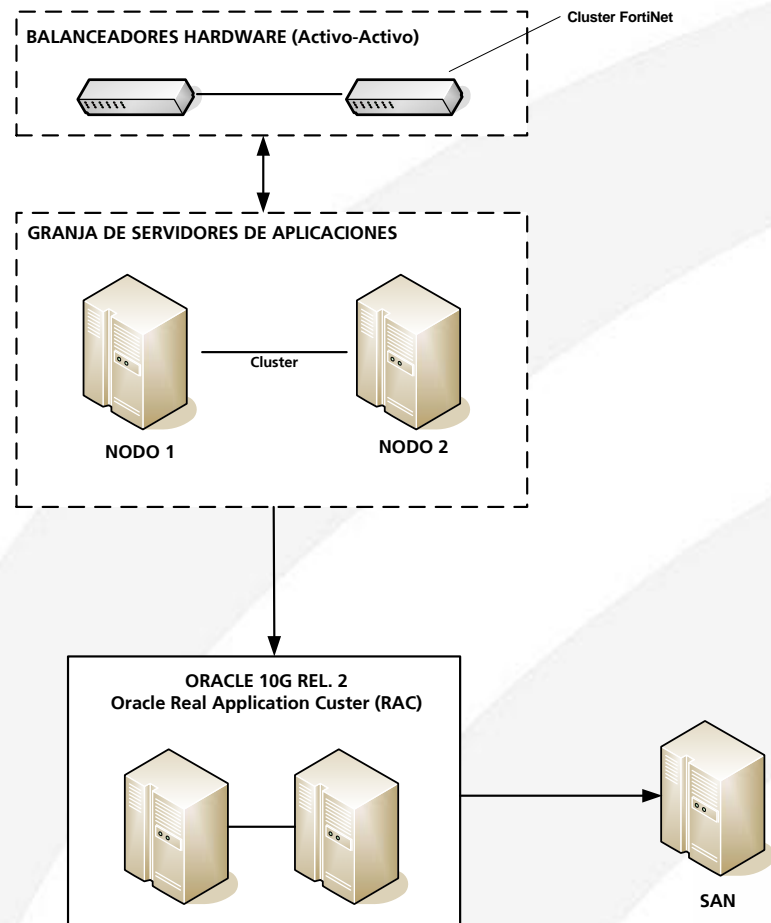 Cluster FortiNet
BALANCEADORES HARDWARE (Activo-Activo)
GRANJA DE SERVIDORES DE APLICACIONES
Cluster
NODO 1
NODO 2
ORACLE 10G REL. 2
Oracle Real Application Custer (RAC)
SAN